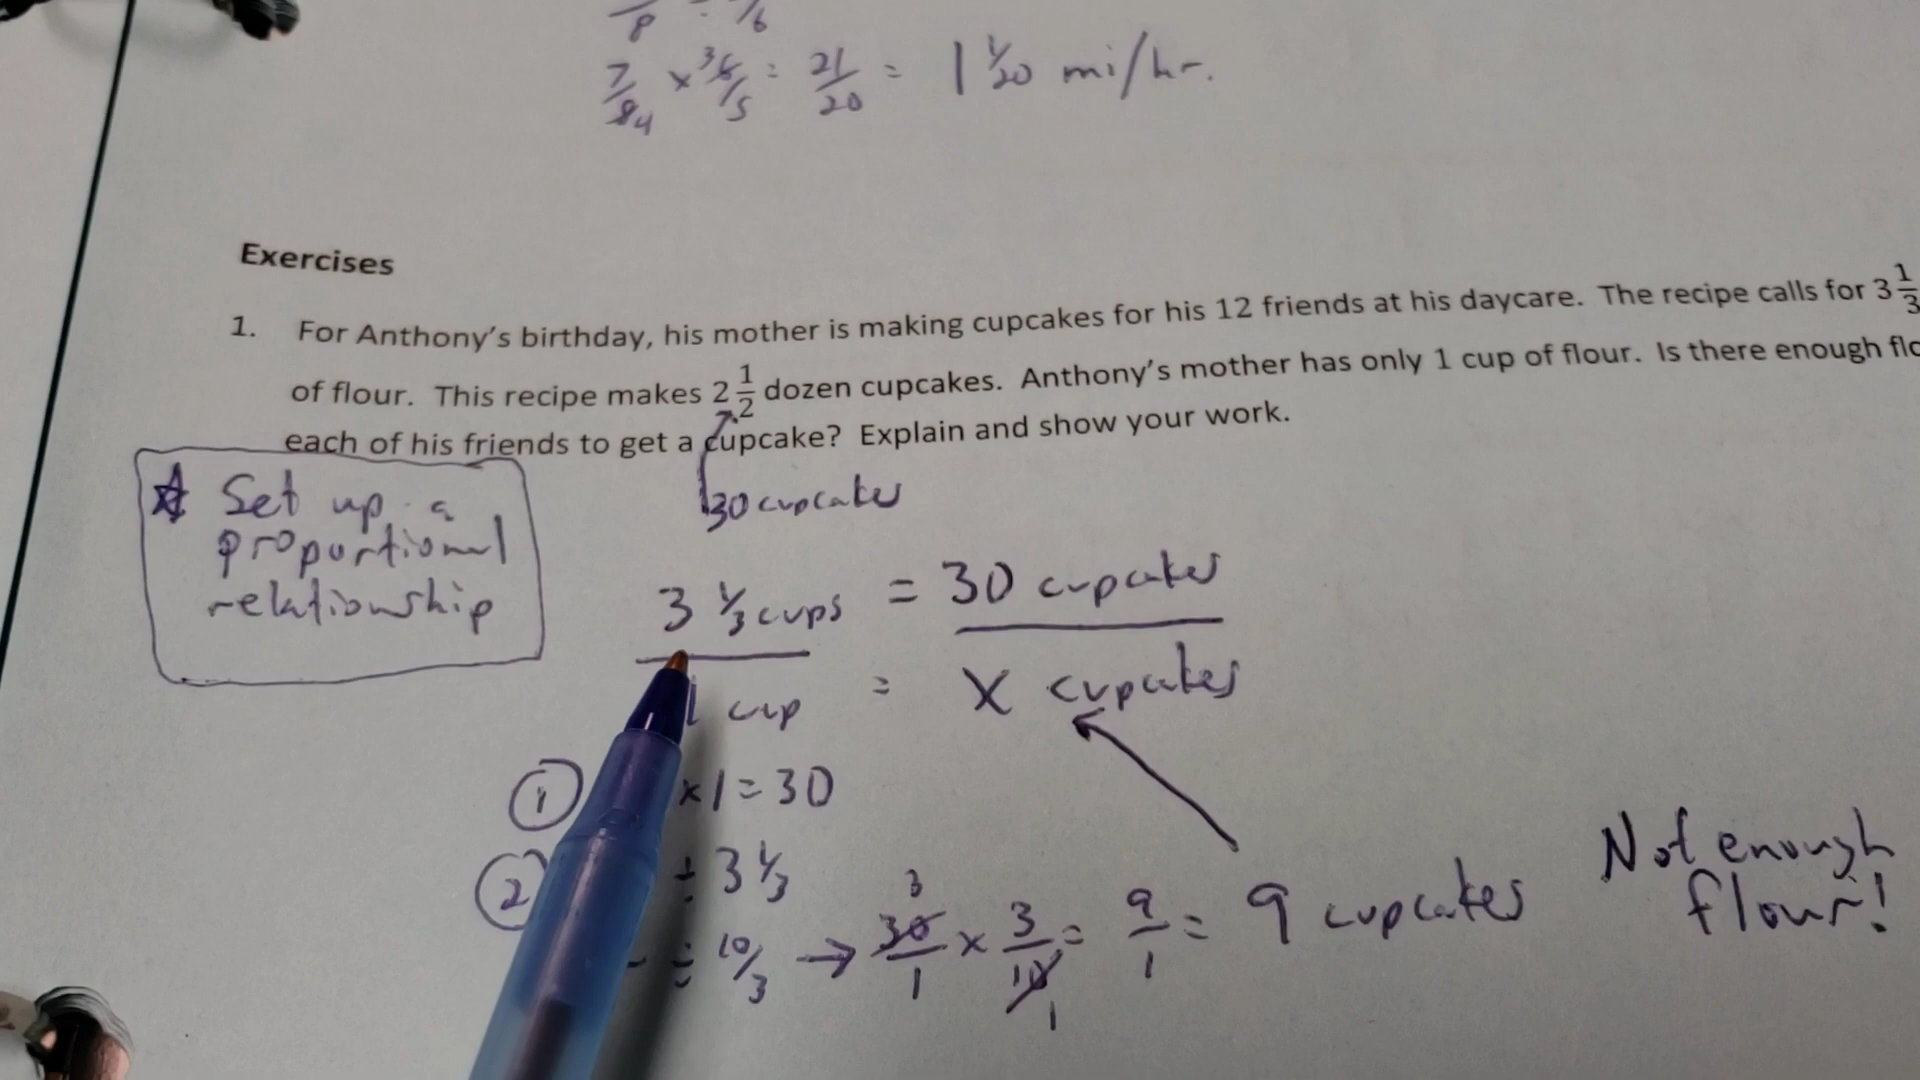 7/84 x 36/5 = 21/20 = 1 1/20 mi/hr.
Exercises
1. For Anthony's birthday, his mother is making cupcakes for his 12 friends at his daycare. The recipe calls for 3 1/3
of flour. This recipe makes 2 1/2 dozen cupcakes. Anthony's mother has only 1 cup of flour. Is there enough
each of his friends to get a cupcake? Explain and show your work.
Set up a
proportional
relationship
30 cupcakes
3 1/3 cups = 30 cupcakes
1 cup = x cupcakes
1 x 1 = 30
2 ÷ 3 1/3
÷ 10/3 → 30/1 x 3/10 = 9/1 = 9 cupcakes
Not enough
flour!